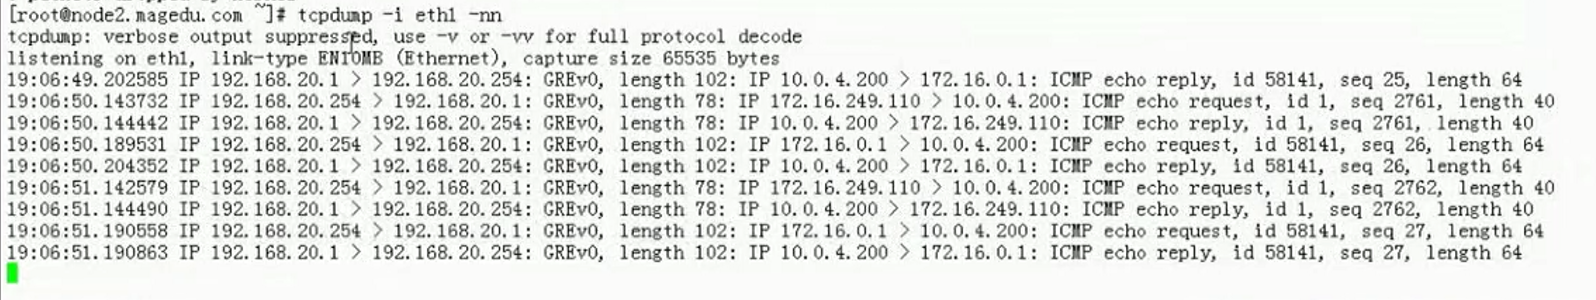 [root@node2.magedu.com ~]# tcpdump -i eth1 -nn
tcpdump: verbose output suppressed, use -v or -vv for full protocol decode
listening on eth1, link-type EN10MB (Ethernet), capture size 65535 bytes
19:06:49.202585 IP 192.168.20.1 > 192.168.20.254: GREv0, length 102: IP 10.0.4.200 > 172.16.0.1: ICMP echo reply, id 58141, seq 25, length 64
19:06:50.143732 IP 192.168.20.254 > 192.168.20.1: GREv0, length 78: IP 172.16.249.110 > 10.0.4.200: ICMP echo request, id 1, seq 2761, length 40
19:06:50.144442 IP 192.168.20.1 > 192.168.20.254: GREv0, length 78: IP 10.0.4.200 > 172.16.249.110: ICMP echo reply, id 1, seq 2761, length 40
19:06:50.189531 IP 192.168.20.254 > 192.168.20.1: GREv0, length 102: IP 172.16.0.1 > 10.0.4.200: ICMP echo request, id 58141, seq 26, length 64
19:06:50.204352 IP 192.168.20.1 > 192.168.20.254: GREv0, length 102: IP 10.0.4.200 > 172.16.0.1: ICMP echo reply, id 58141, seq 26, length 64
19:06:51.142579 IP 192.168.20.254 > 192.168.20.1: GREv0, length 78: IP 172.16.249.110 > 10.0.4.200: ICMP echo request, id 1, seq 2762, length 40
19:06:51.144490 IP 192.168.20.1 > 192.168.20.254: GREv0, length 78: IP 10.0.4.200 > 172.16.249.110: ICMP echo reply, id 1, seq 2762, length 40
19:06:51.190558 IP 192.168.20.254 > 192.168.20.1: GREv0, length 102: IP 172.16.0.1 > 10.0.4.200: ICMP echo request, id 58141, seq 27, length 64
19:06:51.190863 IP 192.168.20.1 > 192.168.20.254: GREv0, length 102: IP 10.0.4.200 > 172.16.0.1: ICMP echo reply, id 58141, seq 27, length 64